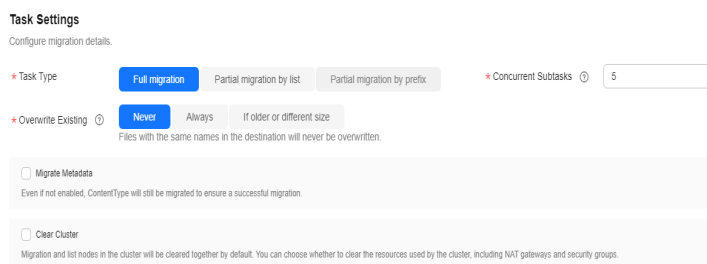 Task Settings
Configure migration details.
* Task Type Full migration Partial migration by list Partial migration by prefix * Concurrent Subtasks ? 5
* Overwrite Existing ? Never Always If older or different size
Files with the same names in the destination will never be overwritten.
Migrate Metadata
Even if not enabled, ContentType will still be migrated to ensure a successful migration.
Clear Cluster
Migration and list nodes in the cluster will be cleared together by default. You can choose whether to clear the resources used by the cluster, including NAT gateways and security groups.